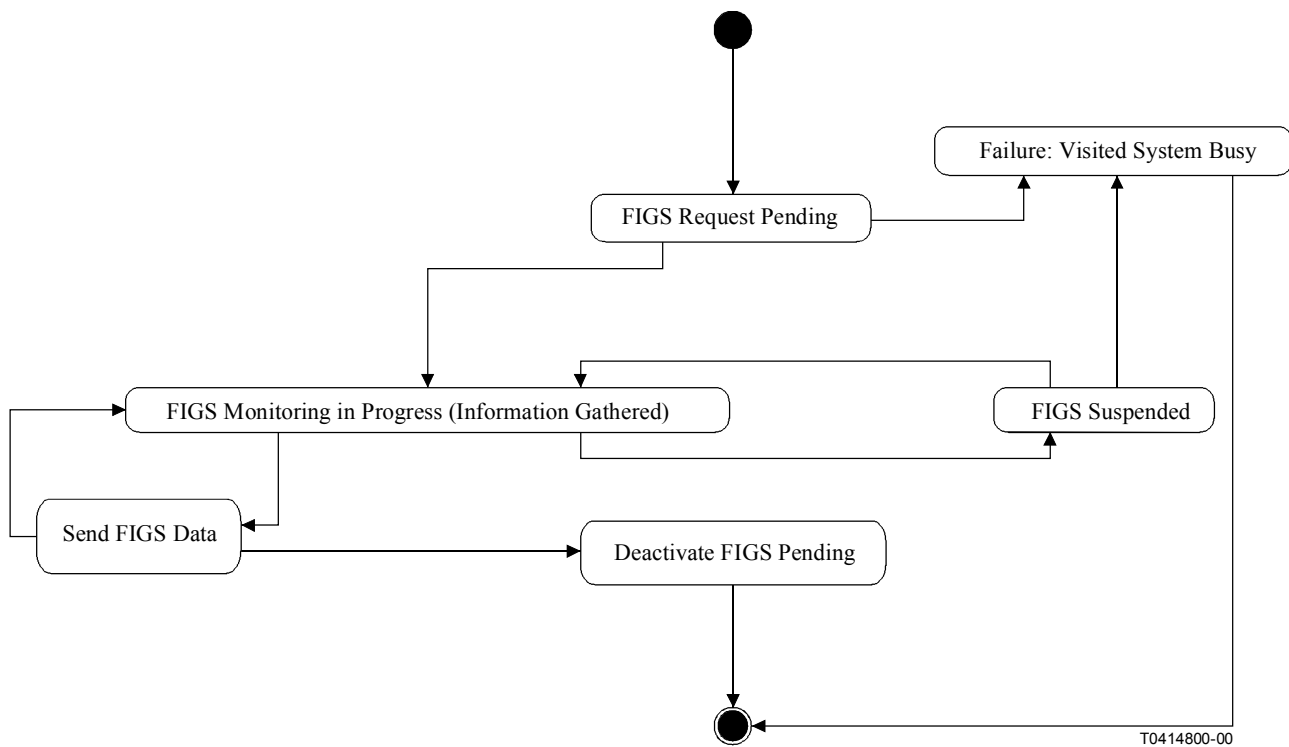 Failure: Visited System Busy
FIGS Request Pending
FIGS Monitoring in Progress (Information Gathered)
FIGS Suspended
Send FIGS Data
Deactivate FIGS Pending
T0414800-00